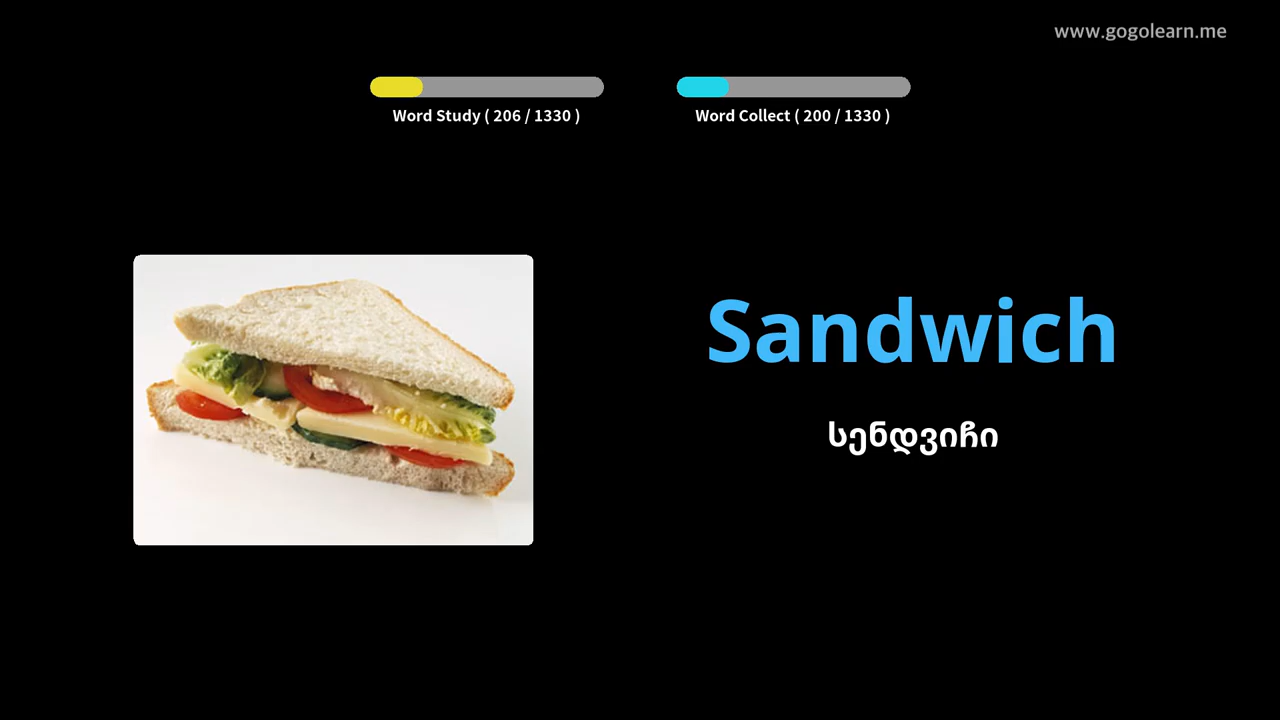 www.gogolearn.me
Word Study ( 206 / 1330 )
Word Collect ( 200 / 1330 )
Sandwich
სენდვიჩი